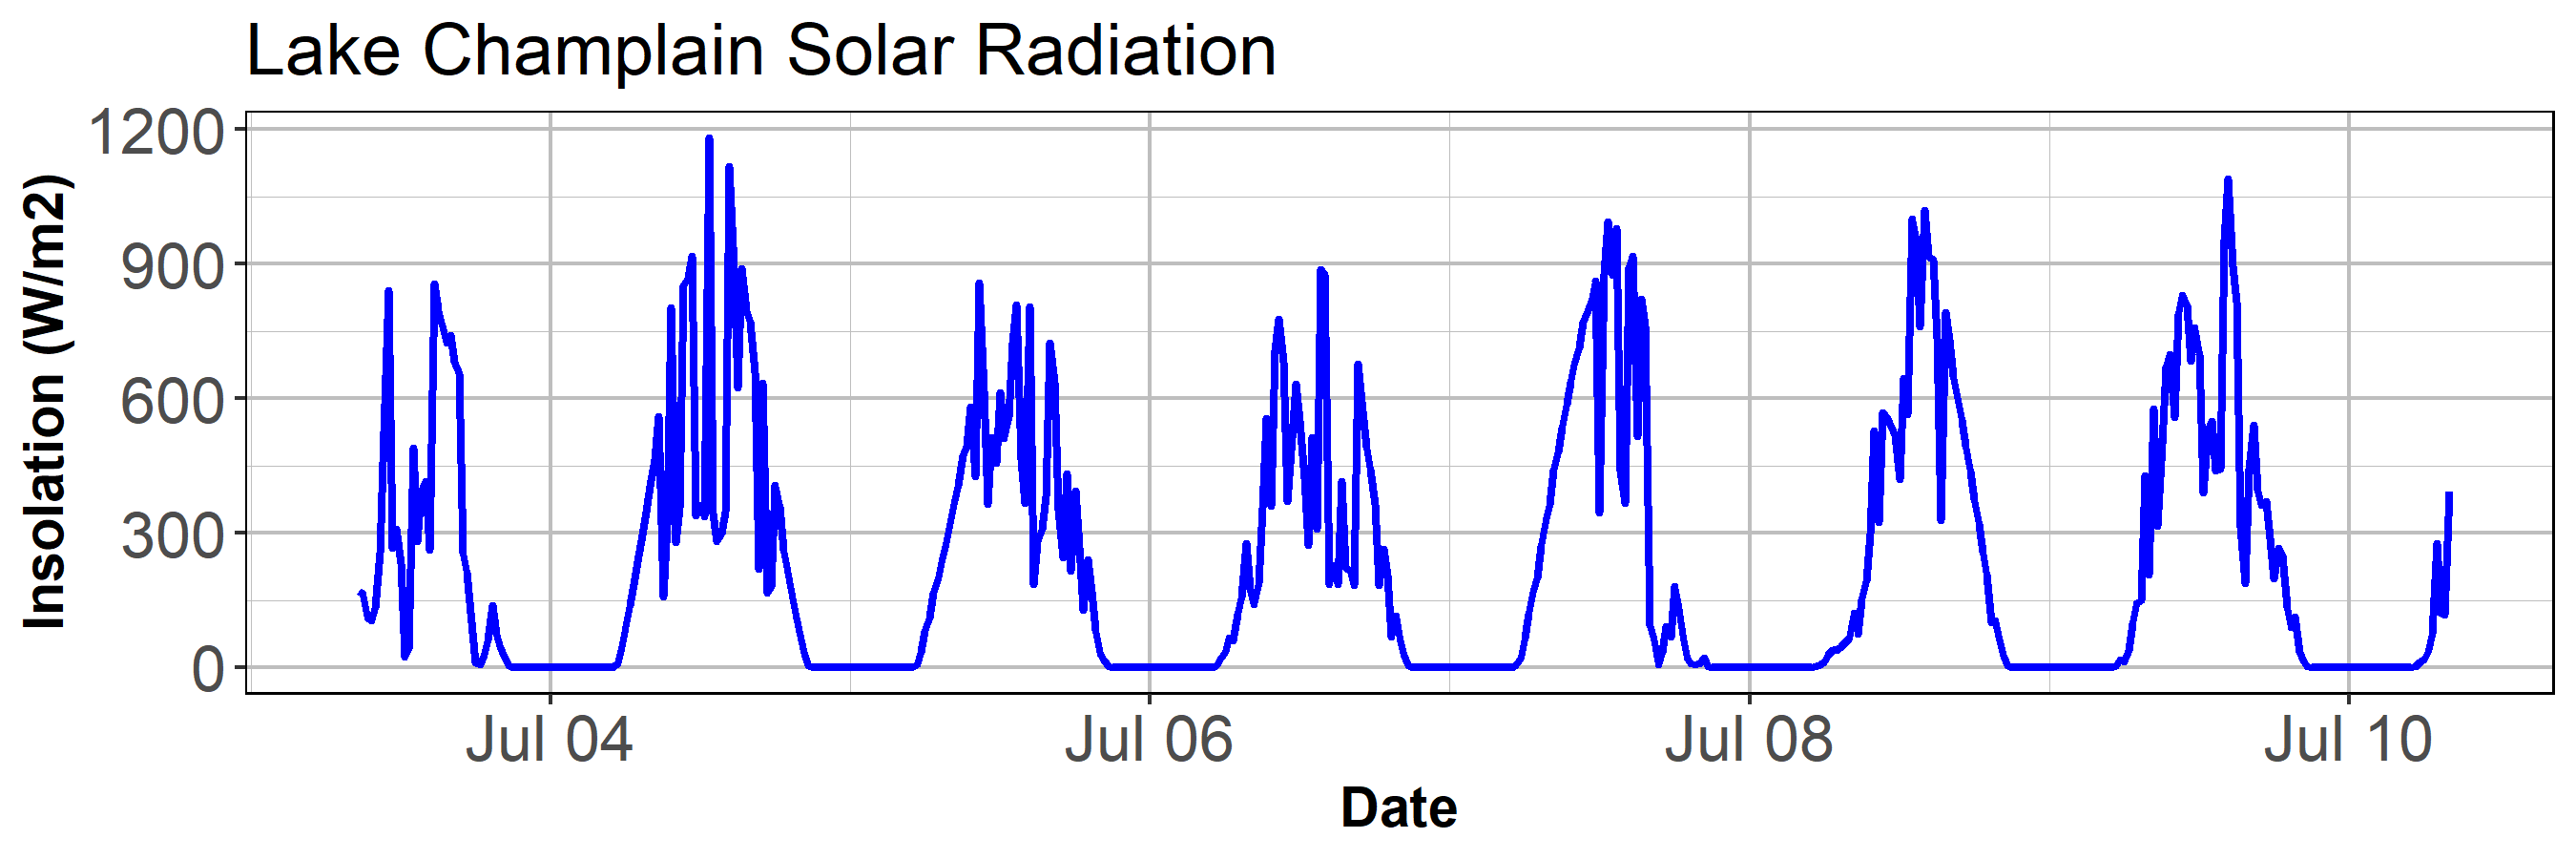 Lake Champlain Solar Radiation
Insolation (W/m2)
1200
900
600
300
0
Jul 04 Jul 06 Jul 08 Jul 10
Date